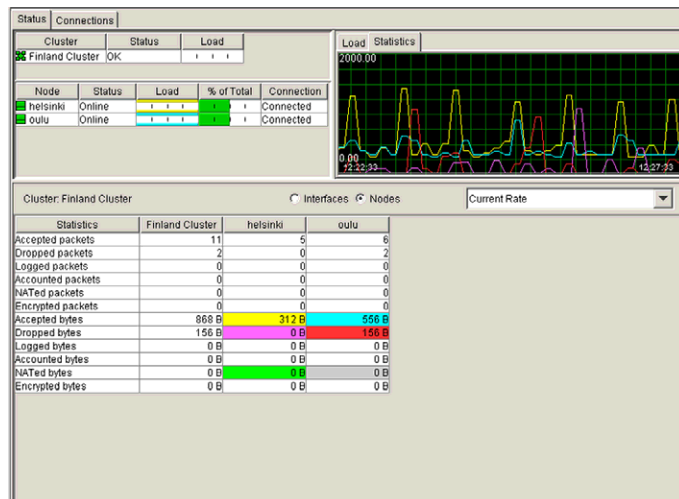 Status Connections
Cluster Status Load
Finland Cluster OK
Node Status Load % of Total Connection
helsinki Online Connected
oulu Online Connected
Load Statistics
2000.00
0.00
12:22:33 12:27:33
Cluster: Finland Cluster Interfaces Nodes Current Rate
Statistics Finland Cluster helsinki oulu
Accepted packets 11 5 6
Dropped packets 2 0 2
Logged packets 0 0 0
Accounted packets 0 0 0
NATed packets 0 0 0
Encrypted packets 0 0 0
Accepted bytes 868 B 312 B 556 B
Dropped bytes 156 B 0 B 156 B
Logged bytes 0 B 0 B 0 B
Accounted bytes 0 B 0 B 0 B
NATed bytes 0 B 0 B 0 B
Encrypted bytes 0 B 0 B 0 B